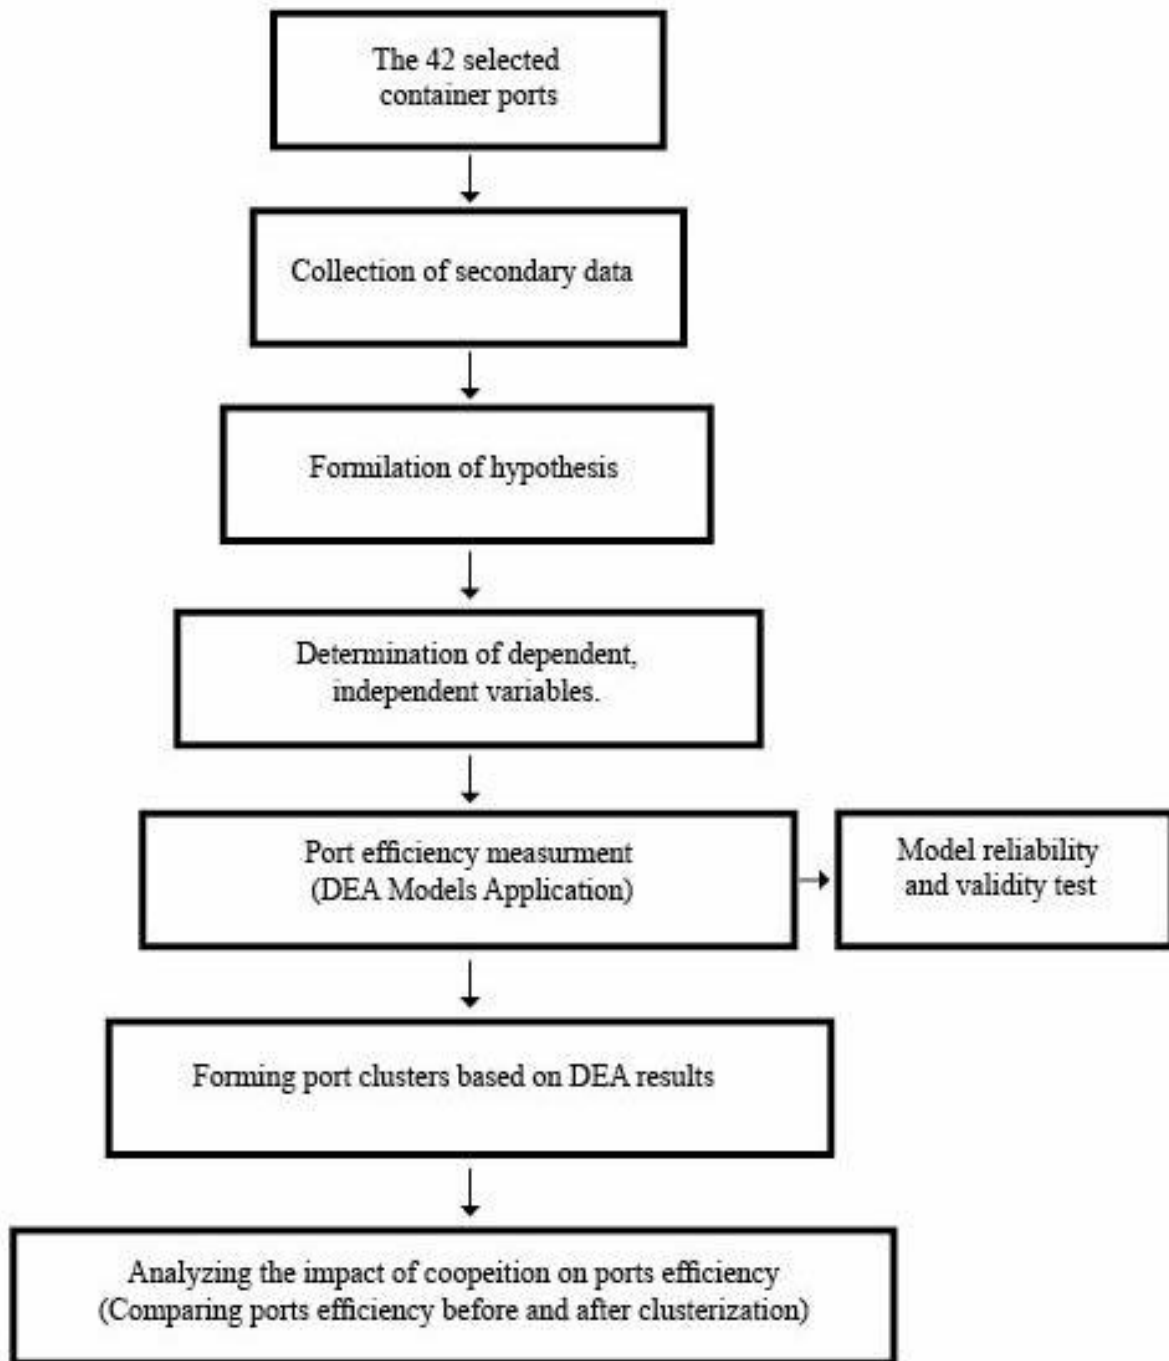 The 42 selected
container ports
Collection of secondary data
Formilation of hypothesis
Determination of dependent,
independent variables.
Port efficiency measurment
(DEA Models Application)
Model reliability
and validity test
Forming port clusters based on DEA results
Analyzing the impact of coopeition on ports efficiency
(Comparing ports efficiency before and after clusterization)